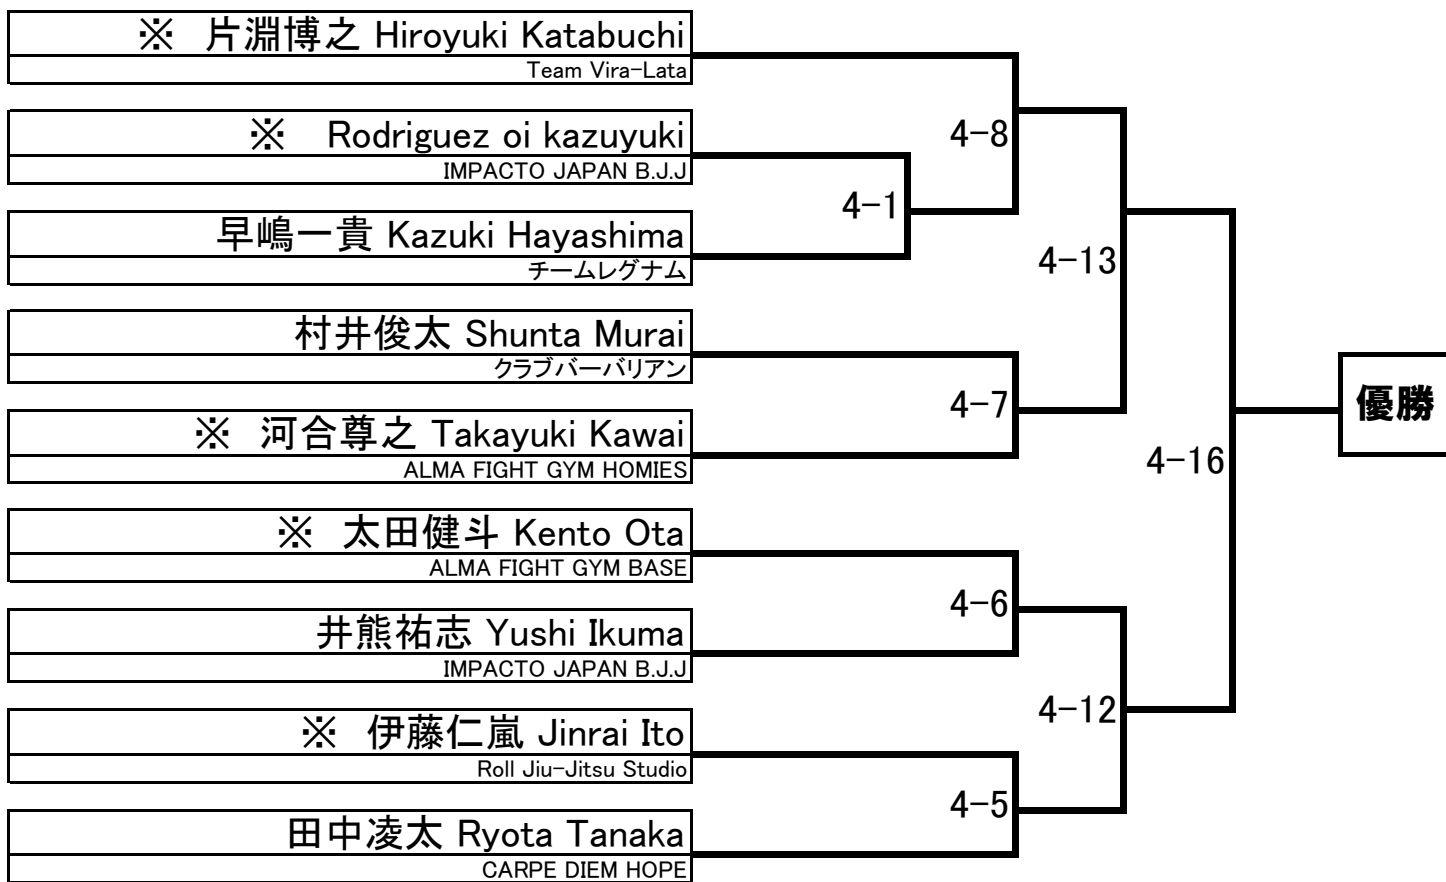 ※　片淵博之 Hiroyuki Katabuchi
Team Vira-Lata
※　Rodriguez oi kazuyuki
IMPACTO JAPAN B.J.J
4-8
4-1
早嶋一貴 Kazuki Hayashima
チームレグナム
4-13
村井俊太 Shunta Murai
クラブバーバリアン
4-7
優勝
※　河合尊之 Takayuki Kawai
ALMA FIGHT GYM HOMIES
4-16
※　太田健斗 Kento Ota
ALMA FIGHT GYM BASE
4-6
井熊祐志 Yushi Ikuma
IMPACTO JAPAN B.J.J
4-12
※　伊藤仁嵐 Jinrai Ito
Roll Jiu-Jitsu Studio
4-5
田中凌太 Ryota Tanaka
CARPE DIEM HOPE